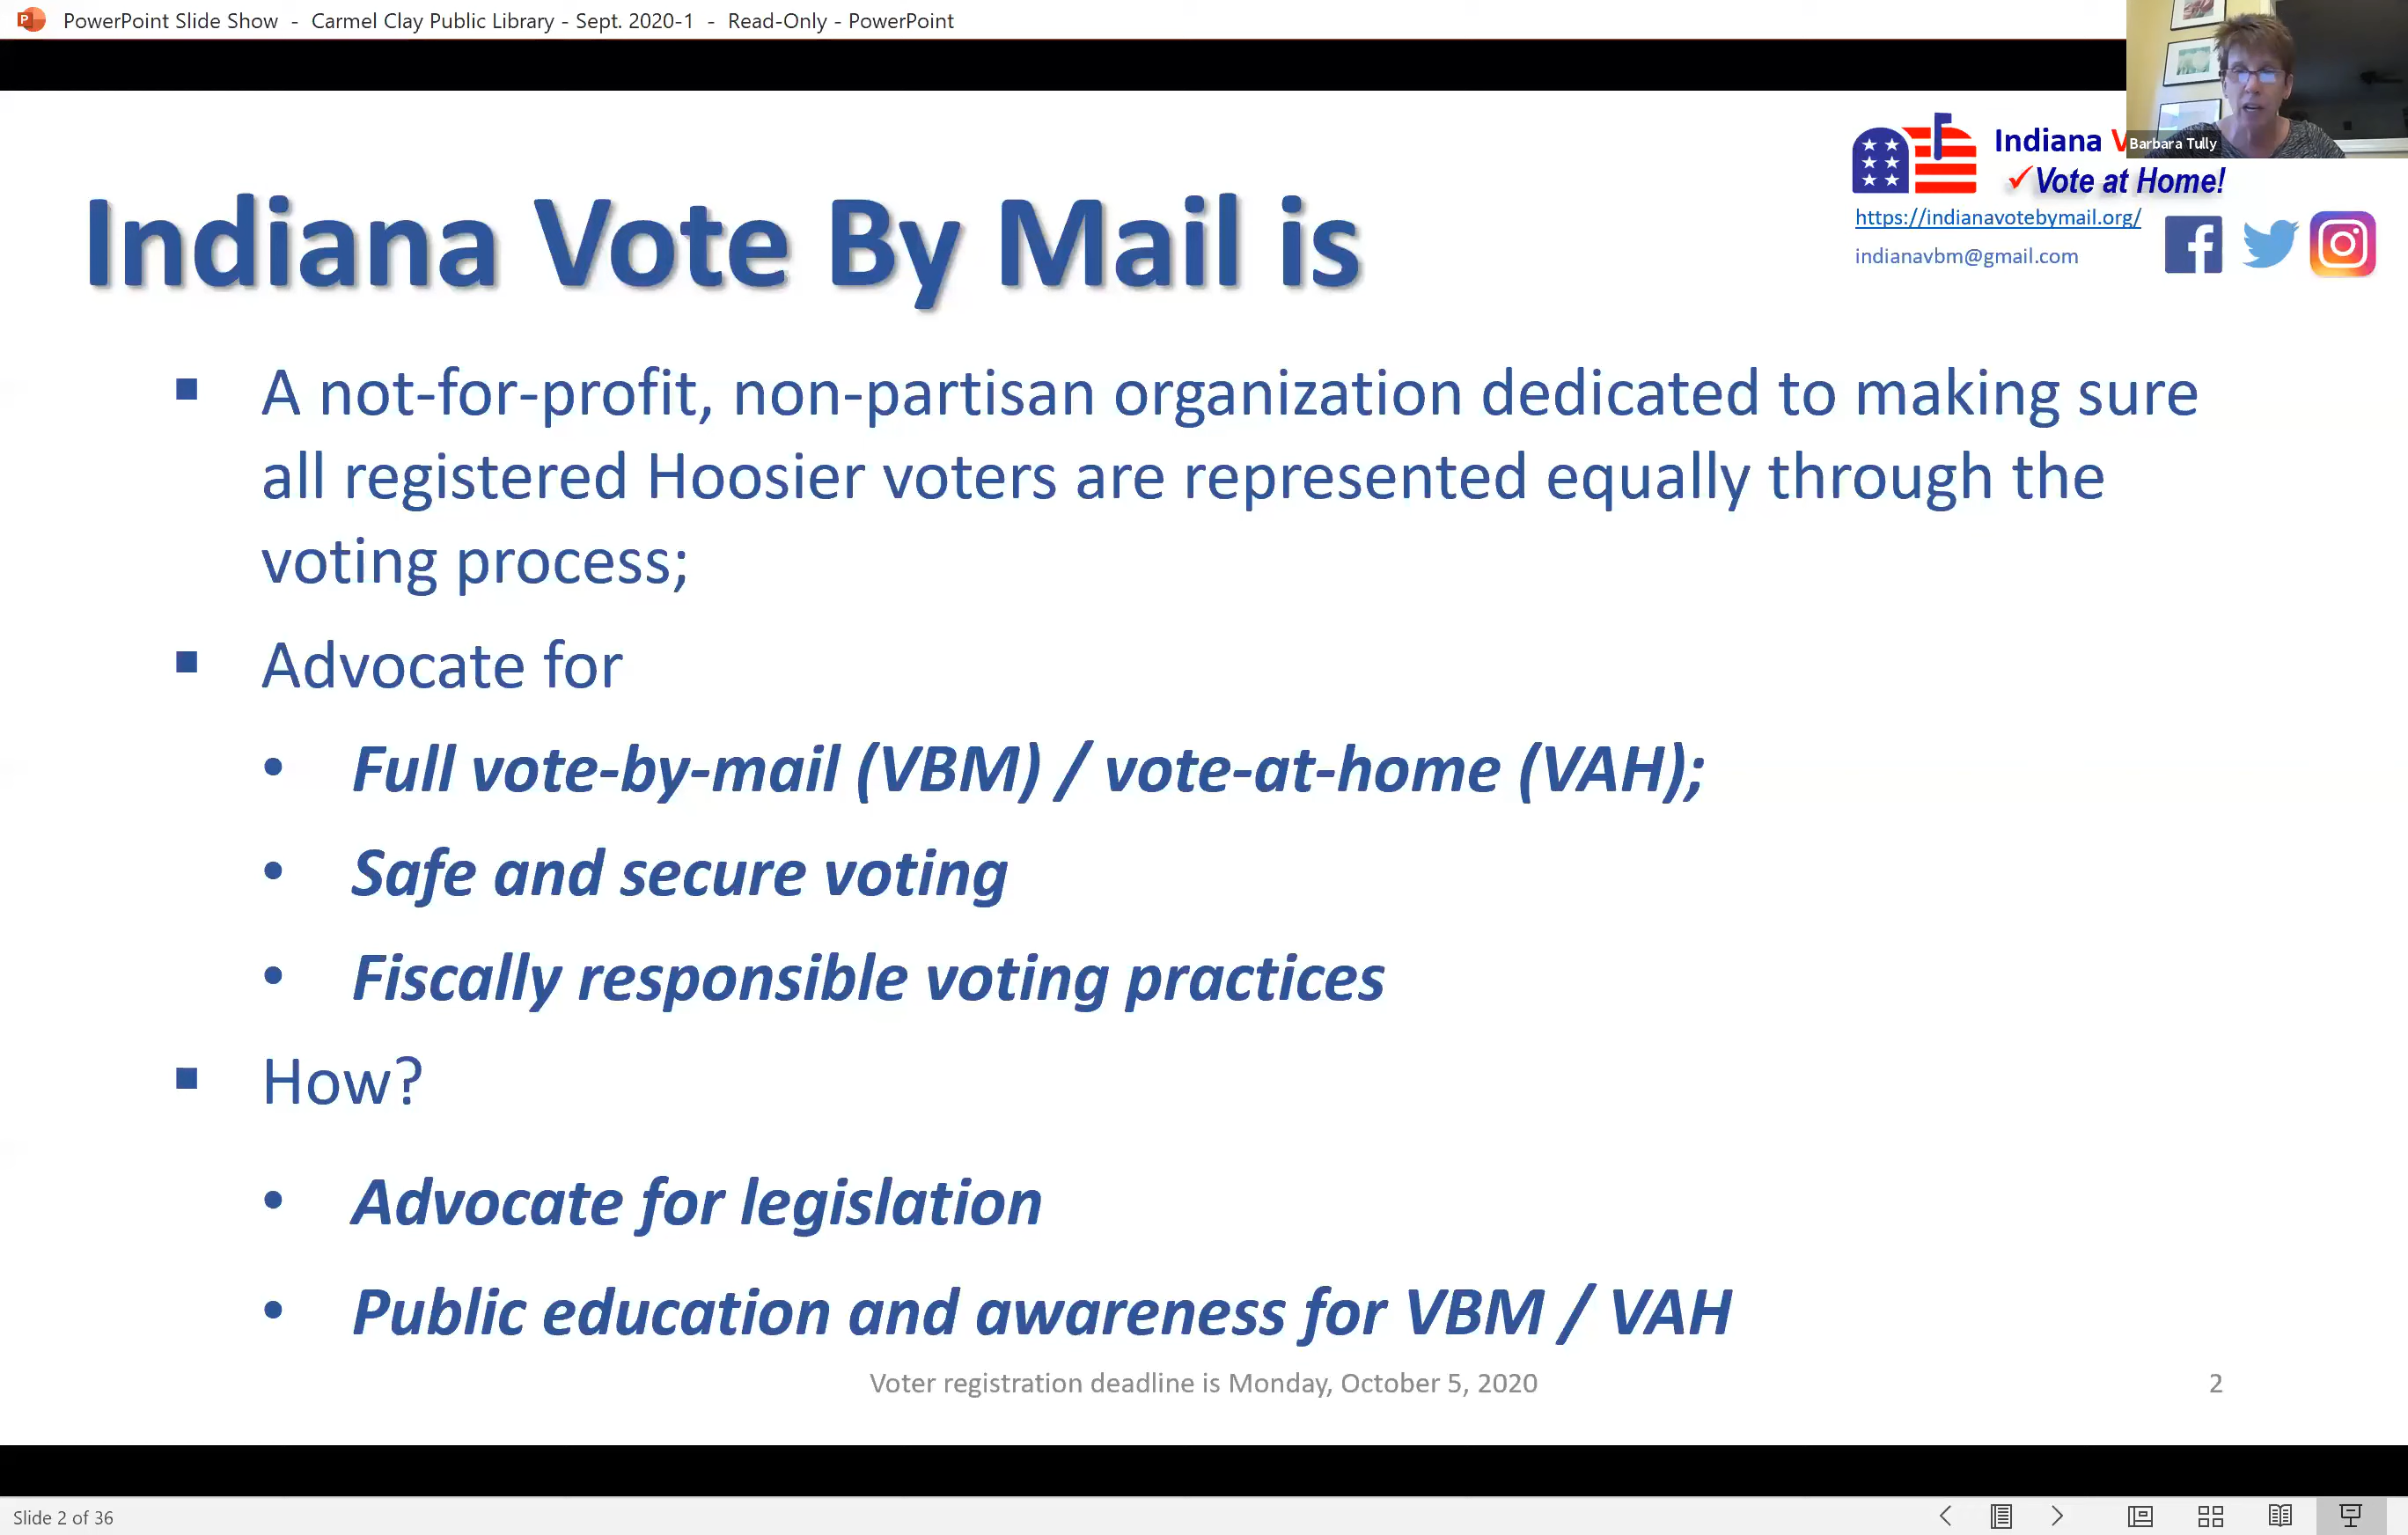 PowerPoint Slide Show - Carmel Clay Public Library - Sept. 2020-1 - Read-Only - PowerPoint
Indiana V
Barbara Tully
✓Vote at Home!
https://indianavotebymail.org/
indianavbm@gmail.com
Indiana Vote By Mail is
▪ A not-for-profit, non-partisan organization dedicated to making sure
all registered Hoosier voters are represented equally through the
voting process;
▪ Advocate for
• Full vote-by-mail (VBM) / vote-at-home (VAH);
• Safe and secure voting
• Fiscally responsible voting practices
▪ How?
• Advocate for legislation
• Public education and awareness for VBM / VAH
Voter registration deadline is Monday, October 5, 2020
2
Slide 2 of 36